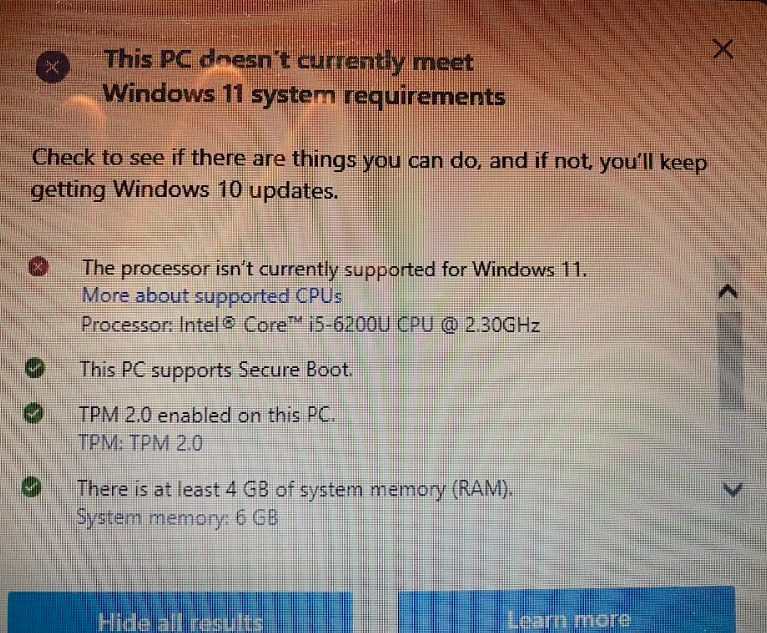 This PC doesn't currently meet
Windows 11 system requirements
Check to see if there are things you can do, and if not, you'll keep
getting Windows 10 updates.
The processor isn't currently supported for Windows 11.
More about supported CPUs
Processor: Intel® Core™ i5-6200U CPU @ 2.30GHz
This PC supports Secure Boot.
TPM 2.0 enabled on this PC.
TPM: TPM 2.0
There is at least 4 GB of system memory (RAM).
System memory: 6 GB
Hide all results
Learn more